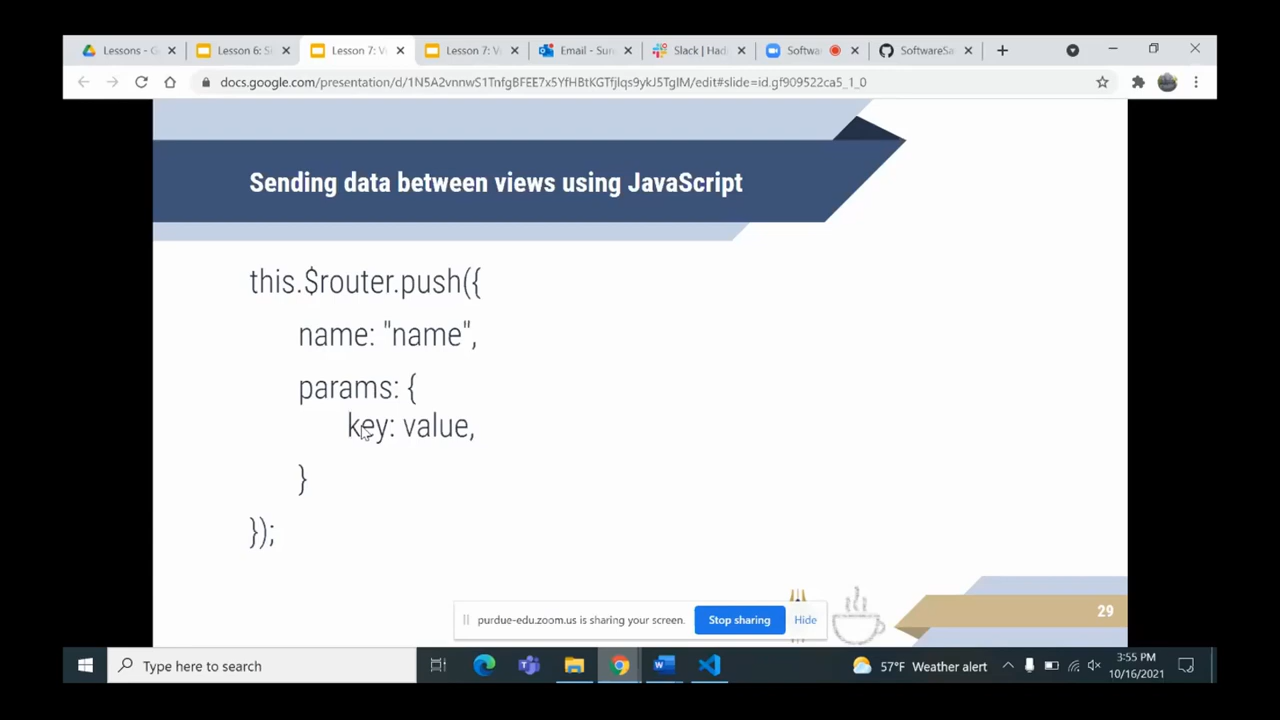 Lessons - G
Lesson 6: S
Lesson 7: V
Lesson 7: V
Email - Sur
Slack | Had
Softwa
SoftwareSa
docs.google.com/presentation/d/1N5A2vnnwS1TnfgBFEE7x5YfHBtKGTfjlqs9ykJ5TglM/edit#slide=id.gf909522ca5_1_0
Sending data between views using JavaScript
this.$router.push({
name: "name",
params: {
key: value,
}
});
29
purdue-edu.zoom.us is sharing your screen.
Stop sharing
Hide
Type here to search
57°F Weather alert
3:55 PM
10/16/2021